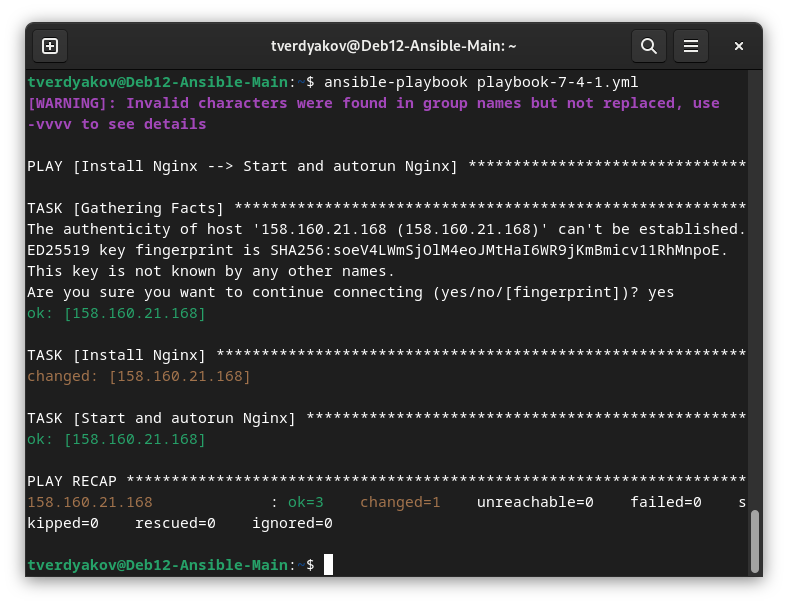 tverdyakov@Deb12-Ansible-Main: ~
tverdyakov@Deb12-Ansible-Main:~$ ansible-playbook playbook-7-4-1.yml
[WARNING]: Invalid characters were found in group names but not replaced, use
-vvvv to see details
PLAY [Install Nginx --> Start and autorun Nginx] *******************************
TASK [Gathering Facts] *********************************************************
The authenticity of host '158.160.21.168 (158.160.21.168)' can't be established.
ED25519 key fingerprint is SHA256:soeV4LWmSjOlM4eoJMtHaI6WR9jKmBmicv11RhMnpoE.
This key is not known by any other names.
Are you sure you want to continue connecting (yes/no/[fingerprint])? yes
ok: [158.160.21.168]
TASK [Install Nginx] ***********************************************************
changed: [158.160.21.168]
TASK [Start and autorun Nginx] *************************************************
ok: [158.160.21.168]
PLAY RECAP *********************************************************************
158.160.21.168             : ok=3    changed=1    unreachable=0    failed=0    s
kipped=0    rescued=0    ignored=0
tverdyakov@Deb12-Ansible-Main:~$